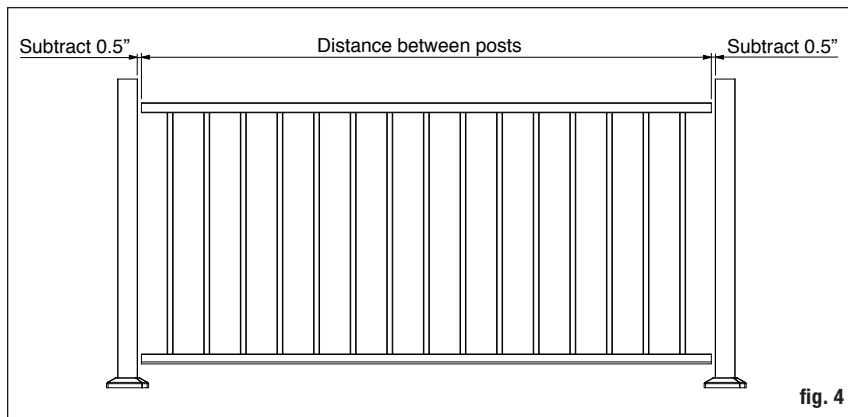 Subtract 0.5” Distance between posts Subtract 0.5”
fig. 4